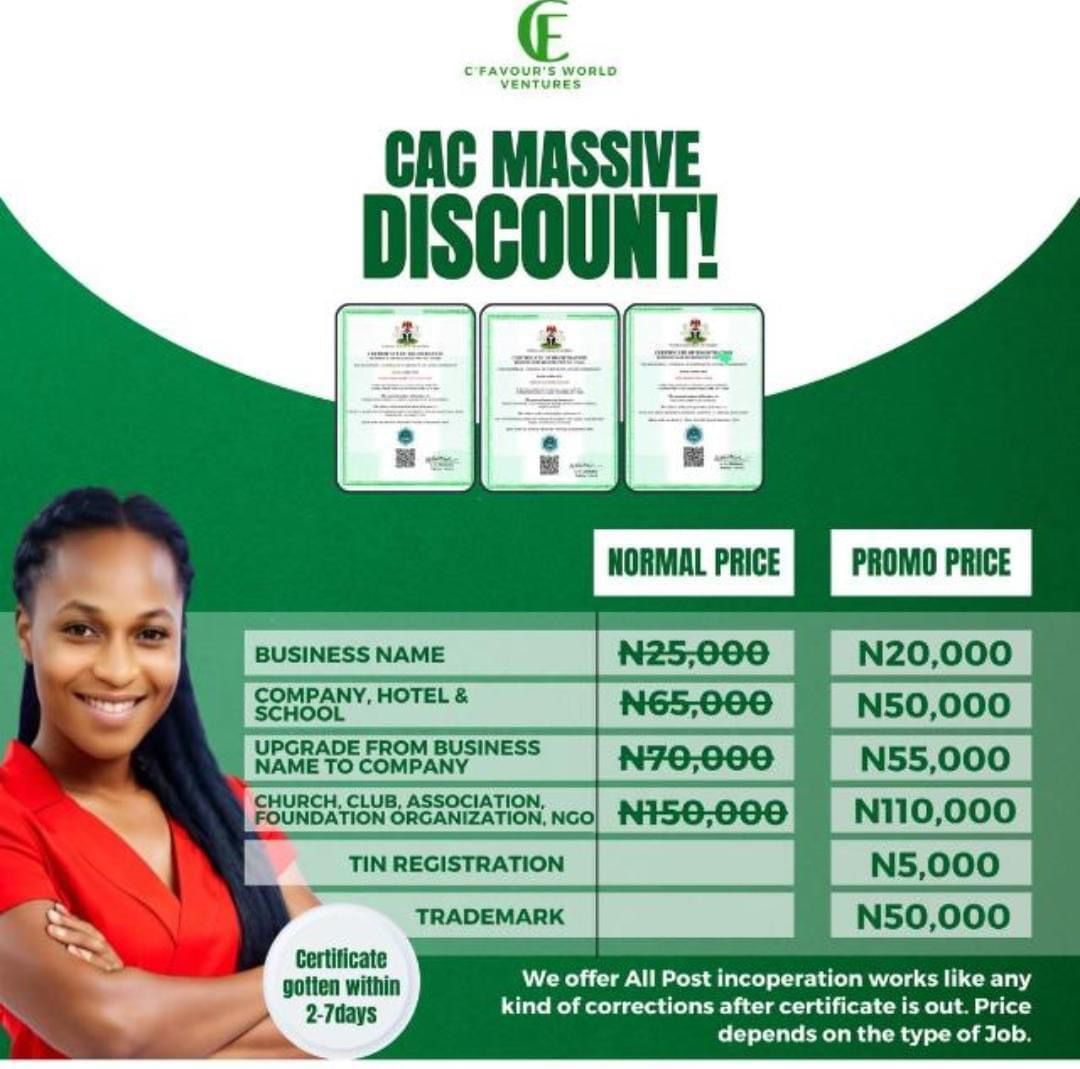 CF
C'FAVOUR'S WORLD
VENTURES
CAC MASSIVE
DISCOUNT!
NORMAL PRICE PROMO PRICE
BUSINESS NAME N25,000 N20,000
COMPANY, HOTEL &
SCHOOL N65,000 N50,000
UPGRADE FROM BUSINESS
NAME TO COMPANY N70,000 N55,000
CHURCH, CLUB, ASSOCIATION,
FOUNDATION ORGANIZATION, NGO N150,000 N110,000
TIN REGISTRATION N5,000
TRADEMARK N50,000
Certificate
gotten within
2-7days
We offer All Post incoperation works like any
kind of corrections after certificate is out. Price
depends on the type of Job.